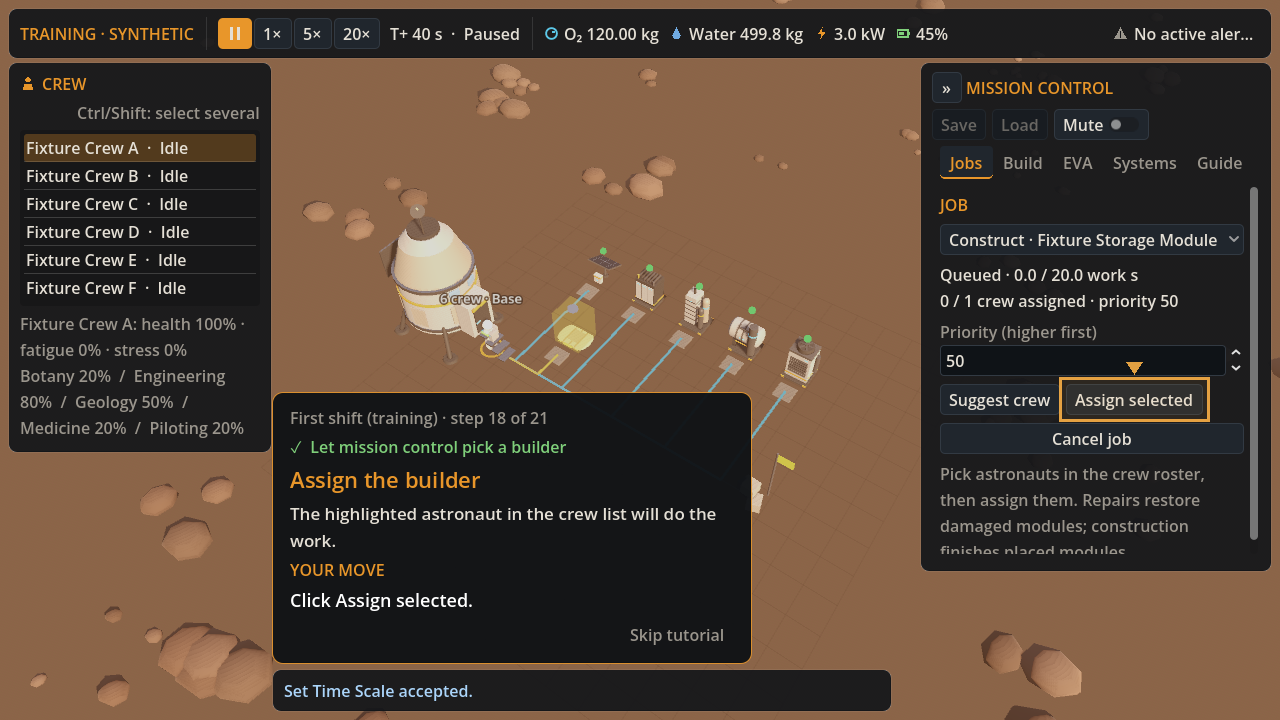 TRAINING · SYNTHETIC
1×
5×
20×
T+ 40 s · Paused
O₂ 120.00 kg
Water 499.8 kg
3.0 kW
45%
No active aler...
CREW
Ctrl/Shift: select several
Fixture Crew A · Idle
Fixture Crew B · Idle
Fixture Crew C · Idle
Fixture Crew D · Idle
Fixture Crew E · Idle
Fixture Crew F · Idle
Fixture Crew A: health 100% ·
fatigue 0% · stress 0%
Botany 20% / Engineering
80% / Geology 50% /
Medicine 20% / Piloting 20%
6 crew · Base
First shift (training) · step 18 of 21
✓ Let mission control pick a builder
Assign the builder
The highlighted astronaut in the crew list will do the
work.
YOUR MOVE
Click Assign selected.
Skip tutorial
Set Time Scale accepted.
» MISSION CONTROL
Save
Load
Mute
Jobs
Build
EVA
Systems
Guide
JOB
Construct · Fixture Storage Module
Queued · 0.0 / 20.0 work s
0 / 1 crew assigned · priority 50
Priority (higher first)
50
Suggest crew
Assign selected
Cancel job
Pick astronauts in the crew roster,
then assign them. Repairs restore
damaged modules; construction
finishes placed modules.